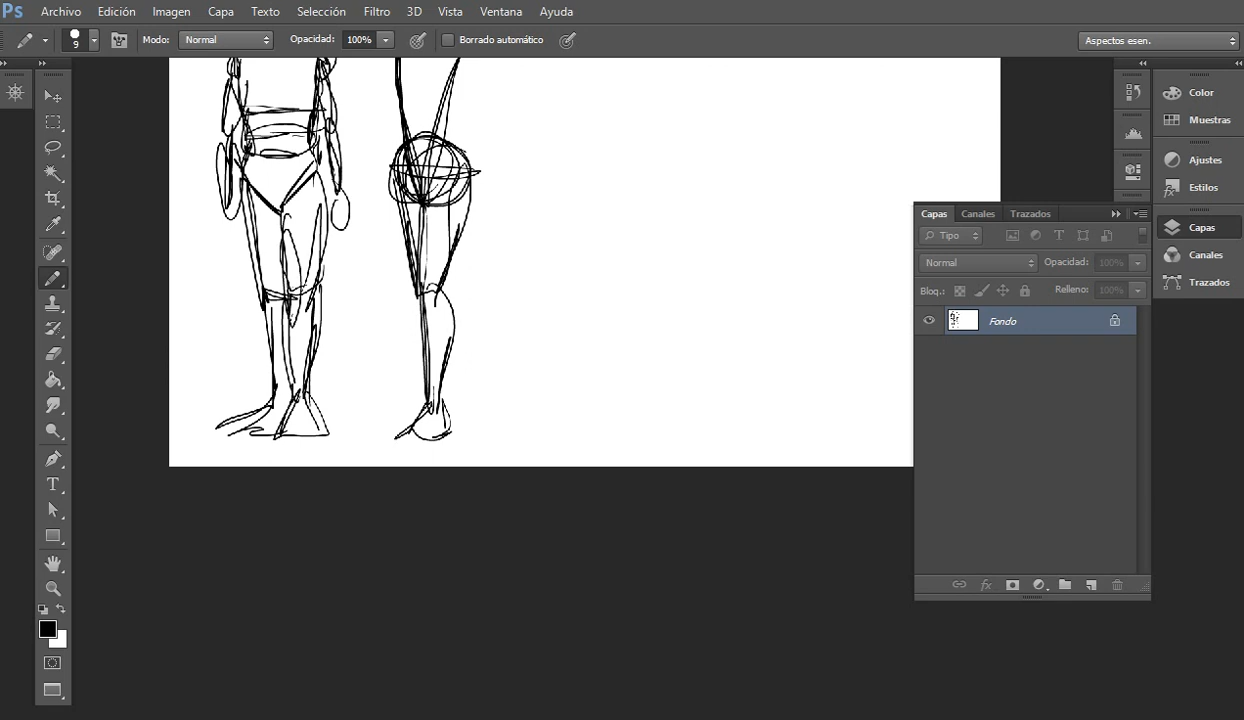 Ps Archivo Edición Imagen Capa Texto Selección Filtro 3D Vista Ventana Ayuda
9 Modo: Normal Opacidad: 100% Borrado automático Aspectos esen.
Color
Muestras
Ajustes
Estilos
Capas
Canales
Trazados
Capas Canales Trazados
Tipo
Normal Opacidad: 100%
Bloq.: Relleno: 100%
Fondo